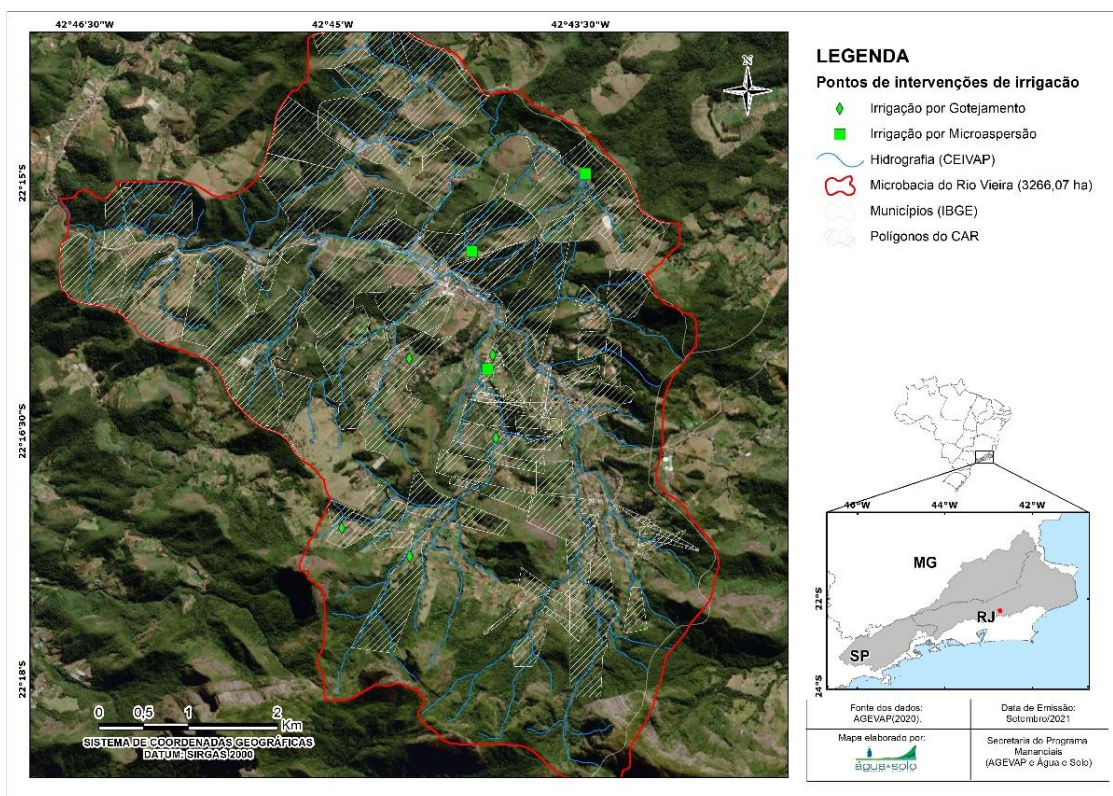 42°46'30"W
42°45'W
42°43'30"W
22°15'S
22°16'30"S
22°18'S
N
0 0,5 1 2
Km
SISTEMA DE COORDENADAS GEOGRÁFICAS
DATUM: SIRGAS 2000
LEGENDA
Pontos de intervenções de irrigacão
Irrigação por Gotejamento
Irrigação por Microaspersão
Hidrografia (CEIVAP)
Microbacia do Rio Vieira (3266,07 ha)
Municípios (IBGE)
Polígonos do CAR
46°W
44°W
42°W
22°S
24°S
MG
RJ
SP
Fonte dos dados:
AGEVAP(2020).
Data de Emissão:
Setembro/2021
Mapa elaborado por:
água e solo
Secretaria do Programa
Mananciais
(AGEVAP e Água e Solo)